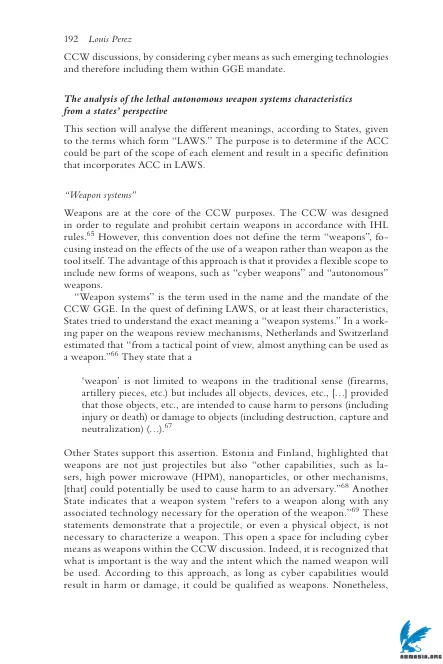 192 Louis Perez
CCW discussions, by considering cyber means as such emerging technologies
and therefore including them within GGE mandate.
The analysis of the lethal autonomous weapon systems characteristics
from a states' perspective
This section will analyse the different meanings, according to States, given
to the terms which form “LAWS.” The purpose is to determine if the ACC
could be part of the scope of each element and result in a specific definition
that incorporates ACC in LAWS.
“Weapon systems”
Weapons are at the core of the CCW purposes. The CCW was designed
in order to regulate and prohibit certain weapons in accordance with IHL
rules.65 However, this convention does not define the term “weapons”, fo-
cusing instead on the effects of the use of a weapon rather than weapon as the
tool itself. The advantage of this approach is that it provides a flexible scope to
include new forms of weapons, such as “cyber weapons” and “autonomous”
weapons.
“Weapon systems” is the term used in the name and the mandate of the
CCW GGE. In the quest of defining LAWS, or at least their characteristics,
States tried to understand the exact meaning a “weapon systems.” In a work-
ing paper on the weapons review mechanisms, Netherlands and Switzerland
estimated that “from a tactical point of view, almost anything can be used as
a weapon.”66 They state that a
‘weapon’ is not limited to weapons in the traditional sense (firearms,
artillery pieces, etc.) but includes all objects, devices, etc., […] provided
that those objects, etc., are intended to cause harm to persons (including
injury or death) or damage to objects (including destruction, capture and
neutralization) (…).67
Other States support this assertion. Estonia and Finland, highlighted that
weapons are not just projectiles but also “other capabilities, such as la-
sers, high power microwave (HPM), nanoparticles, or other mechanisms,
[that] could potentially be used to cause harm to an adversary.”68 Another
State indicates that a weapon system “refers to a weapon along with any
associated technology necessary for the operation of the weapon.”69 These
statements demonstrate that a projectile, or even a physical object, is not
necessary to characterize a weapon. This open a space for including cyber
means as weapons within the CCW discussion. Indeed, it is recognized that
what is important is the way and the intent which the named weapon will
be used. According to this approach, as long as cyber capabilities would
result in harm or damage, it could be qualified as weapons. Nonetheless,